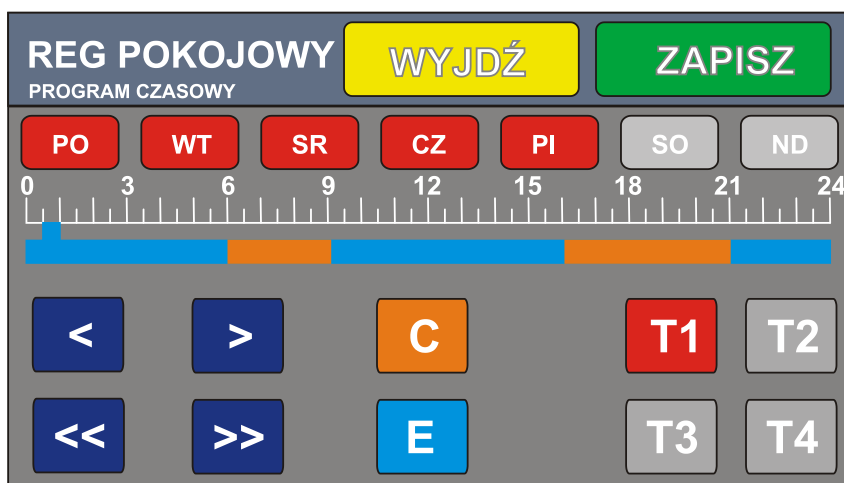 REG POKOJOWY WYJDŹ ZAPISZ
PROGRAM CZASOWY
PO WT SR CZ PI SO ND
0 3 6 9 12 15 18 21 24
< > C T1 T2
<< >> E T3 T4